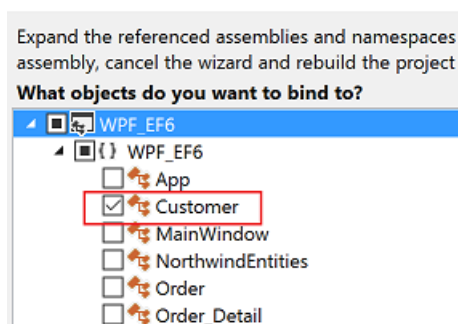 Expand the referenced assemblies and namespaces
assembly, cancel the wizard and rebuild the project
What objects do you want to bind to?
WPF_EF6
{} WPF_EF6
App
Customer
MainWindow
NorthwindEntities
Order
Order_Detail